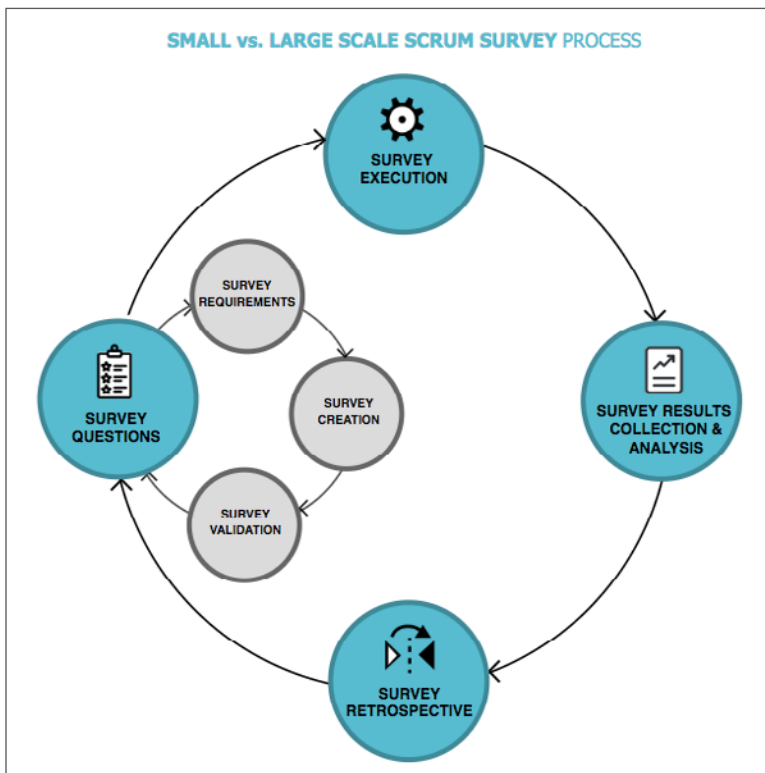 SMALL vs. LARGE SCALE SCRUM SURVEY PROCESS
SURVEY
EXECUTION
SURVEY
REQUIREMENTS
SURVEY
CREATION
SURVEY
VALIDATION
SURVEY
QUESTIONS
SURVEY RESULTS
COLLECTION &
ANALYSIS
SURVEY
RETROSPECTIVE